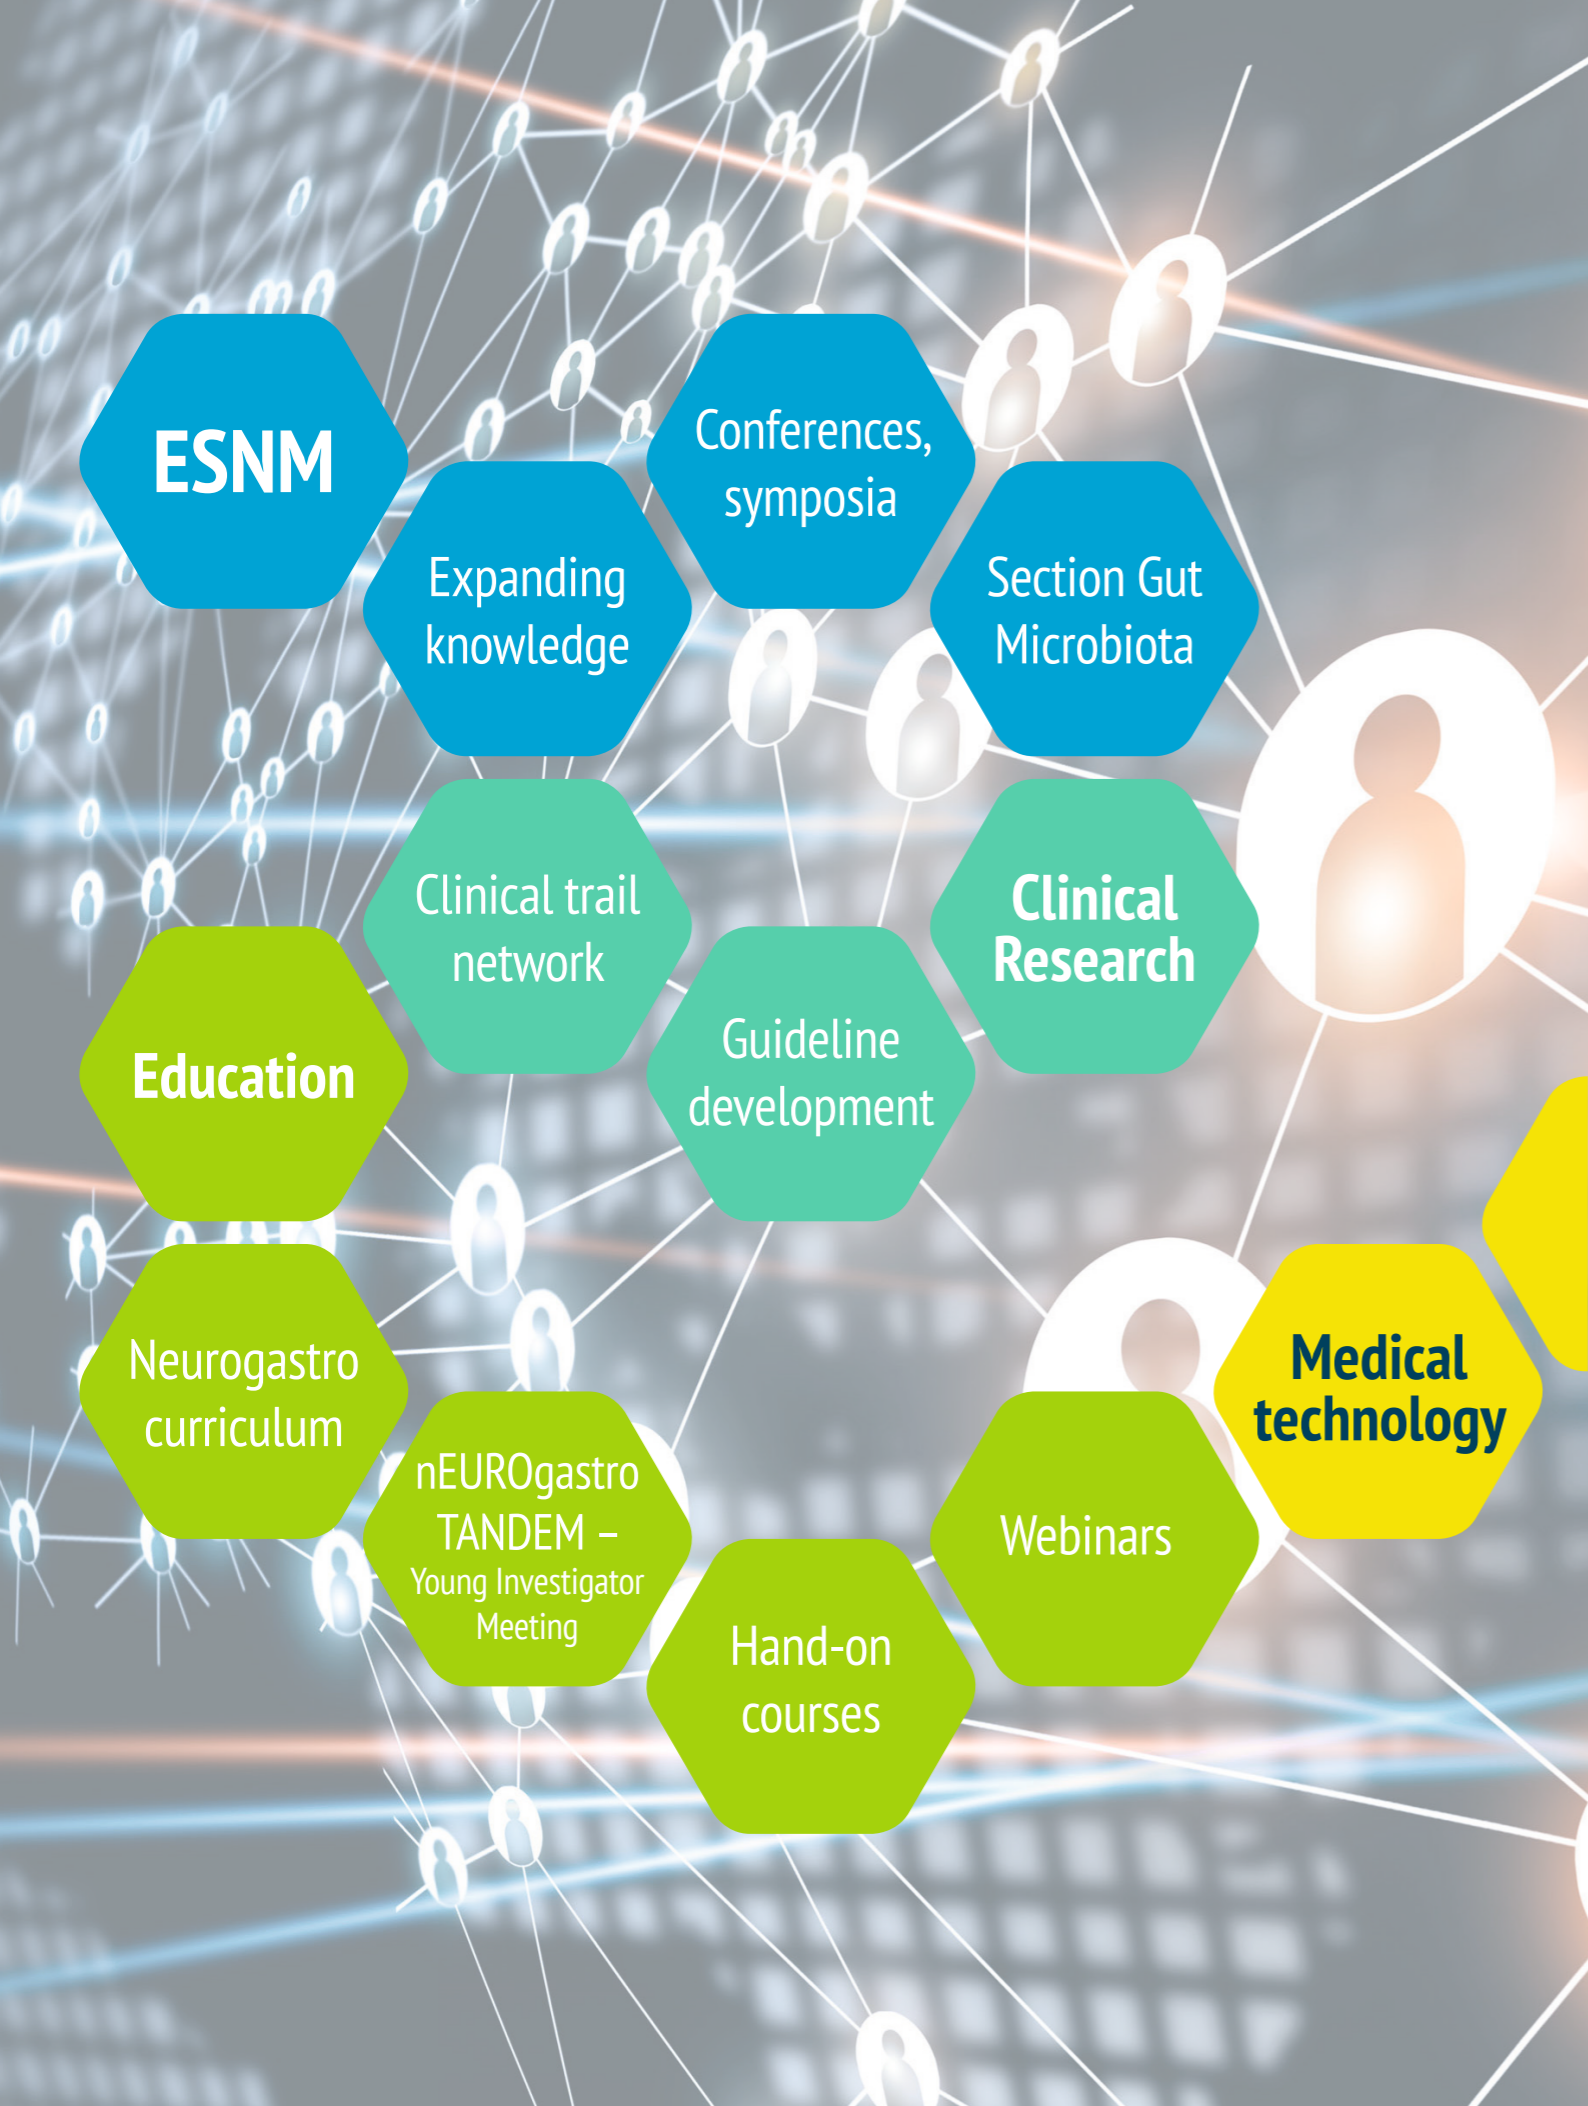 ESNM
Conferences,
symposia
Expanding
knowledge
Section Gut
Microbiota
Clinical trail
network
Clinical
Research
Education
Guideline
development
Neurogastro
curriculum
Medical
technology
nEUROgastro
TANDEM –
Young Investigator
Meeting
Webinars
Hand-on
courses